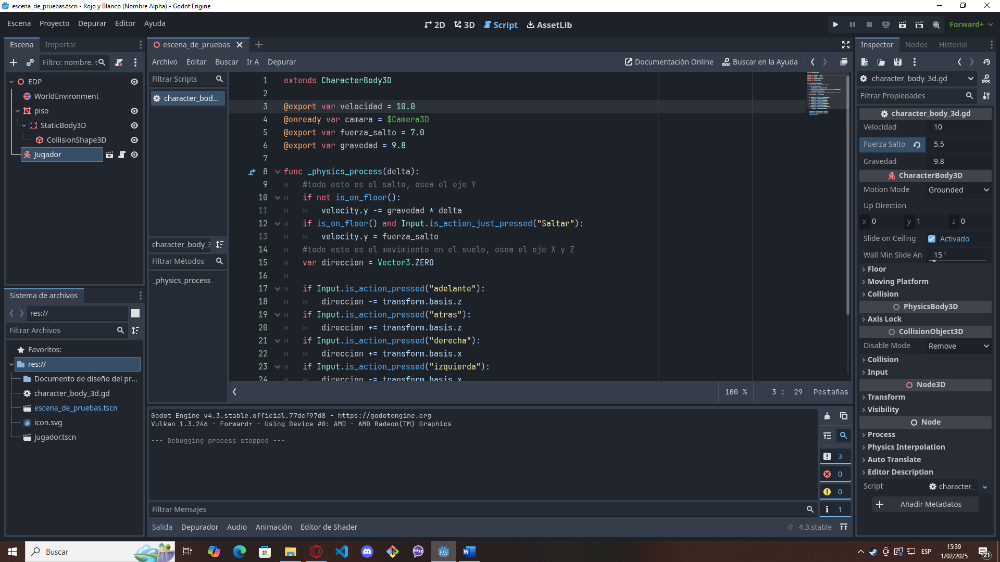 escena_de_pruebas.tscn - Rojo y Blanco (Nombre Alpha) - Godot Engine
Escena Proyecto Depurar Editor Ayuda
2D 3D Script AssetLib
Forward+
Escena Importar
Filtro: nombre, t
EDP
WorldEnvironment
piso
StaticBody3D
CollisionShape3D
Jugador
Sistema de archivos
res://
Filtrar Archivos
Favoritos:
res://
Documento de diseño del pr...
character_body_3d.gd
escena_de_pruebas.tscn
icon.svg
jugador.tscn
escena_de_pruebas
Archivo Editar Buscar Ir A Depurar
Documentación Online Buscar en la Ayuda
Filtrar Scripts
character_bod...
character_body_3
Filtrar Métodos
_physics_process
1 extends CharacterBody3D
2
3 @export var velocidad = 10.0
4 @onready var camara = $Camera3D
5 @export var fuerza_salto = 7.0
6 @export var gravedad = 9.8
7
8 func _physics_process(delta):
9 #todo esto es el salto, osea el eje Y
10 if not is_on_floor():
11 velocity.y -= gravedad * delta
12 if is_on_floor() and Input.is_action_just_pressed("Saltar"):
13 velocity.y = fuerza_salto
14 #todo esto es el movimiento en el suelo, osea el eje X y Z
15 var direccion = Vector3.ZERO
16
17 if Input.is_action_pressed("adelante"):
18 direccion -= transform.basis.z
19 if Input.is_action_pressed("atras"):
20 direccion += transform.basis.z
21 if Input.is_action_pressed("derecha"):
22 direccion += transform.basis.x
23 if Input.is_action_pressed("izquierda"):
24 direccion -= transform.basis.x
100 % 3 : 29 Pestañas
Godot Engine v4.3.stable.official.77dcf97d8 - https://godotengine.org
Vulkan 1.3.246 - Forward+ - Using Device #0: AMD - AMD Radeon(TM) Graphics
--- Debugging process stopped ---
3
0
0
1
Filtrar Mensajes
Salida Depurador Audio Animación Editor de Shader
4.3.stable
Inspector Nodos Historial
character_body_3d.gd
Filtrar Propiedades
character_body_3d.gd
Velocidad 10
Fuerza Salto 5.5
Gravedad 9.8
CharacterBody3D
Motion Mode Grounded
Up Direction
x 0 y 1 z 0
Slide on Ceiling Activado
Wall Min Slide An 15 °
Floor
Moving Platform
Collision
PhysicsBody3D
Axis Lock
CollisionObject3D
Disable Mode Remove
Collision
Input
Node3D
Transform
Visibility
Node
Process
Physics Interpolation
Auto Translate
Editor Description
Script character_
Añadir Metadatos
Buscar
ESP
15:39
1/02/2025
21